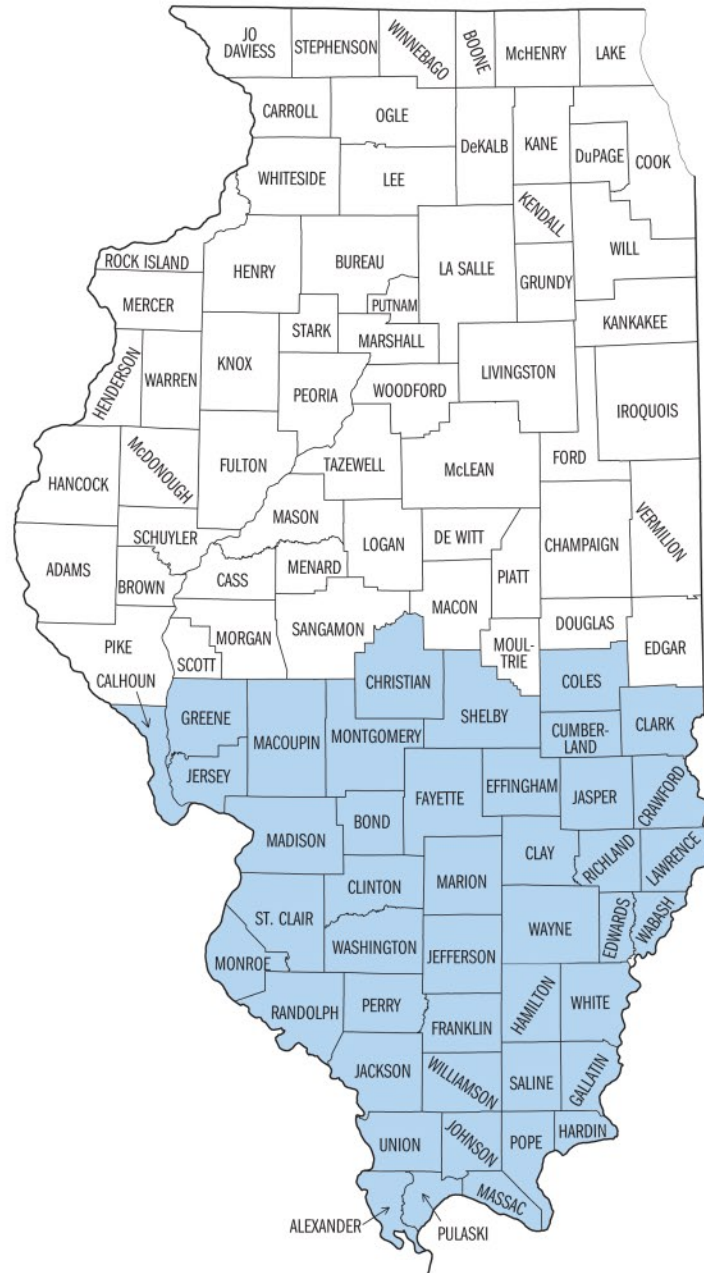 JO
DAVIESS
STEPHENSON
WINNEBAGO
BOONE
McHENRY
LAKE
CARROLL
OGLE
DeKALB
KANE
DuPAGE
COOK
WHITESIDE
LEE
KENDALL
WILL
ROCK ISLAND
HENRY
BUREAU
LA SALLE
GRUNDY
MERCER
PUTNAM
KANKAKEE
STARK
MARSHALL
HENDERSON
WARREN
KNOX
PEORIA
WOODFORD
LIVINGSTON
IROQUOIS
HANCOCK
McDONOUGH
FULTON
TAZEWELL
McLEAN
FORD
MASON
SCHUYLER
LOGAN
DE WITT
CHAMPAIGN
VERMILION
ADAMS
BROWN
CASS
MENARD
PIATT
MACON
PIKE
SCOTT
MORGAN
SANGAMON
MOUL-
TRIE
DOUGLAS
EDGAR
CALHOUN
CHRISTIAN
COLES
GREENE
MACOUPIN
MONTGOMERY
SHELBY
CUMBER-
LAND
CLARK
JERSEY
FAYETTE
EFFINGHAM
JASPER
CRAWFORD
MADISON
BOND
CLAY
RICHLAND
LAWRENCE
CLINTON
MARION
ST. CLAIR
WAYNE
EDWARDS
WABASH
WASHINGTON
JEFFERSON
MONROE
RANDOLPH
PERRY
HAMILTON
WHITE
FRANKLIN
JACKSON
WILLIAMSON
SALINE
GALLATIN
UNION
JOHNSON
POPE
HARDIN
MASSAC
ALEXANDER
PULASKI